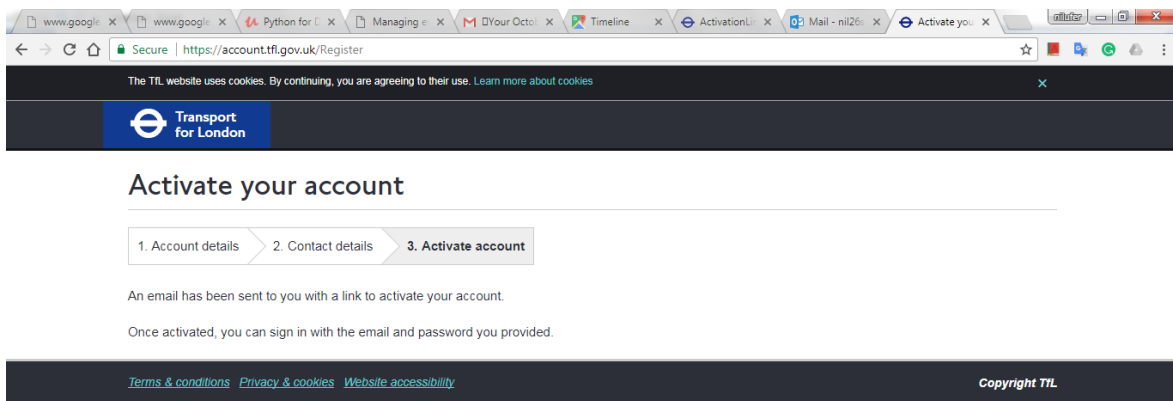 www.google
www.google
Python for D
Managing e
Your Octob
Timeline
ActivationLi
Mail - nil26
Activate you
nilufer
Secure | https://account.tfl.gov.uk/Register
The TfL website uses cookies. By continuing, you are agreeing to their use. Learn more about cookies
Transport
for London
Activate your account
1. Account details 2. Contact details 3. Activate account
An email has been sent to you with a link to activate your account.
Once activated, you can sign in with the email and password you provided.
Terms & conditions Privacy & cookies Website accessibility Copyright TfL